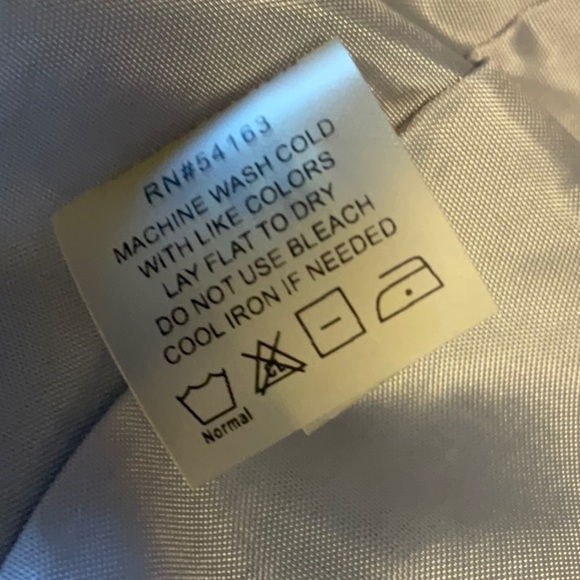 RN#54163
MACHINE WASH COLD
WITH LIKE COLORS
LAY FLAT TO DRY
DO NOT USE BLEACH
COOL IRON IF NEEDED
CL
Normal